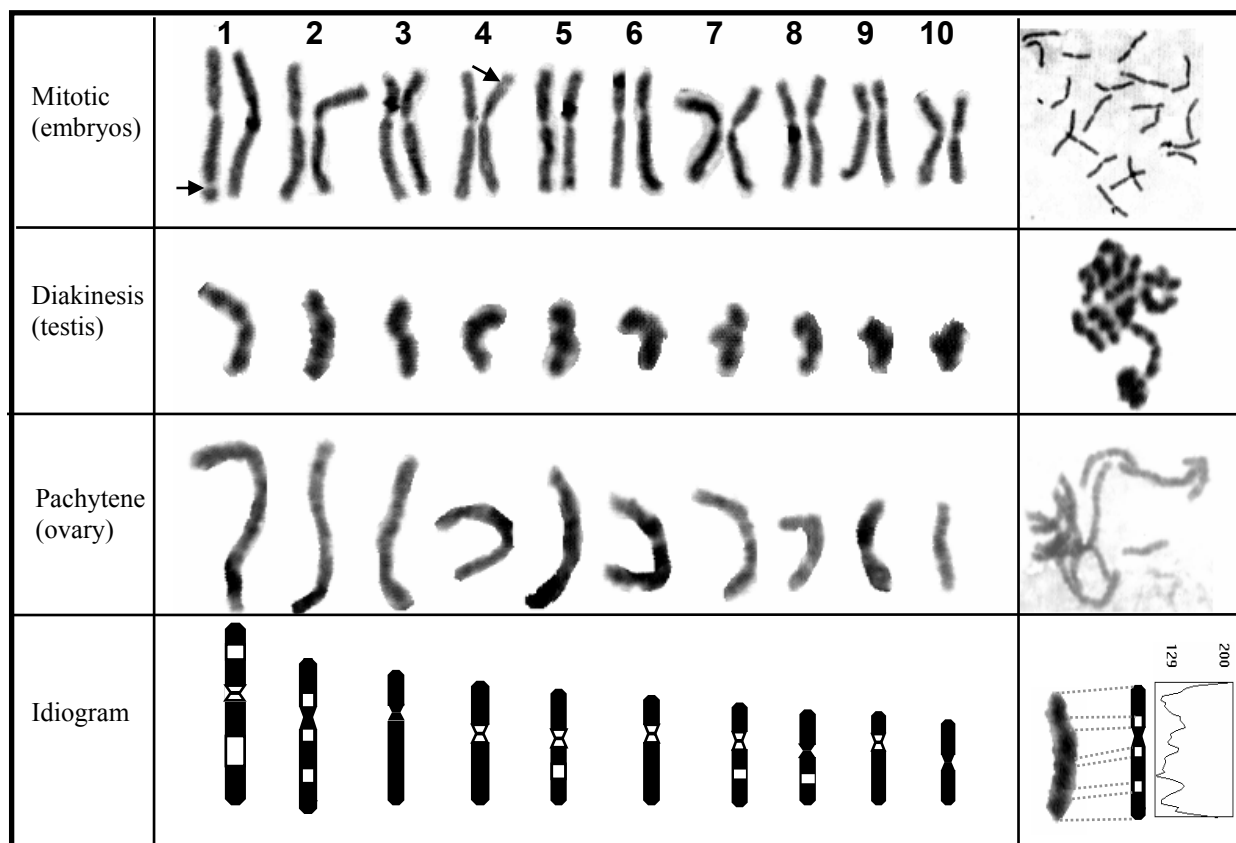 1 2 3 4 5 6 7 8 9 10
Mitotic
(embryos)
Diakinesis
(testis)
Pachytene
(ovary)
Idiogram
129
200